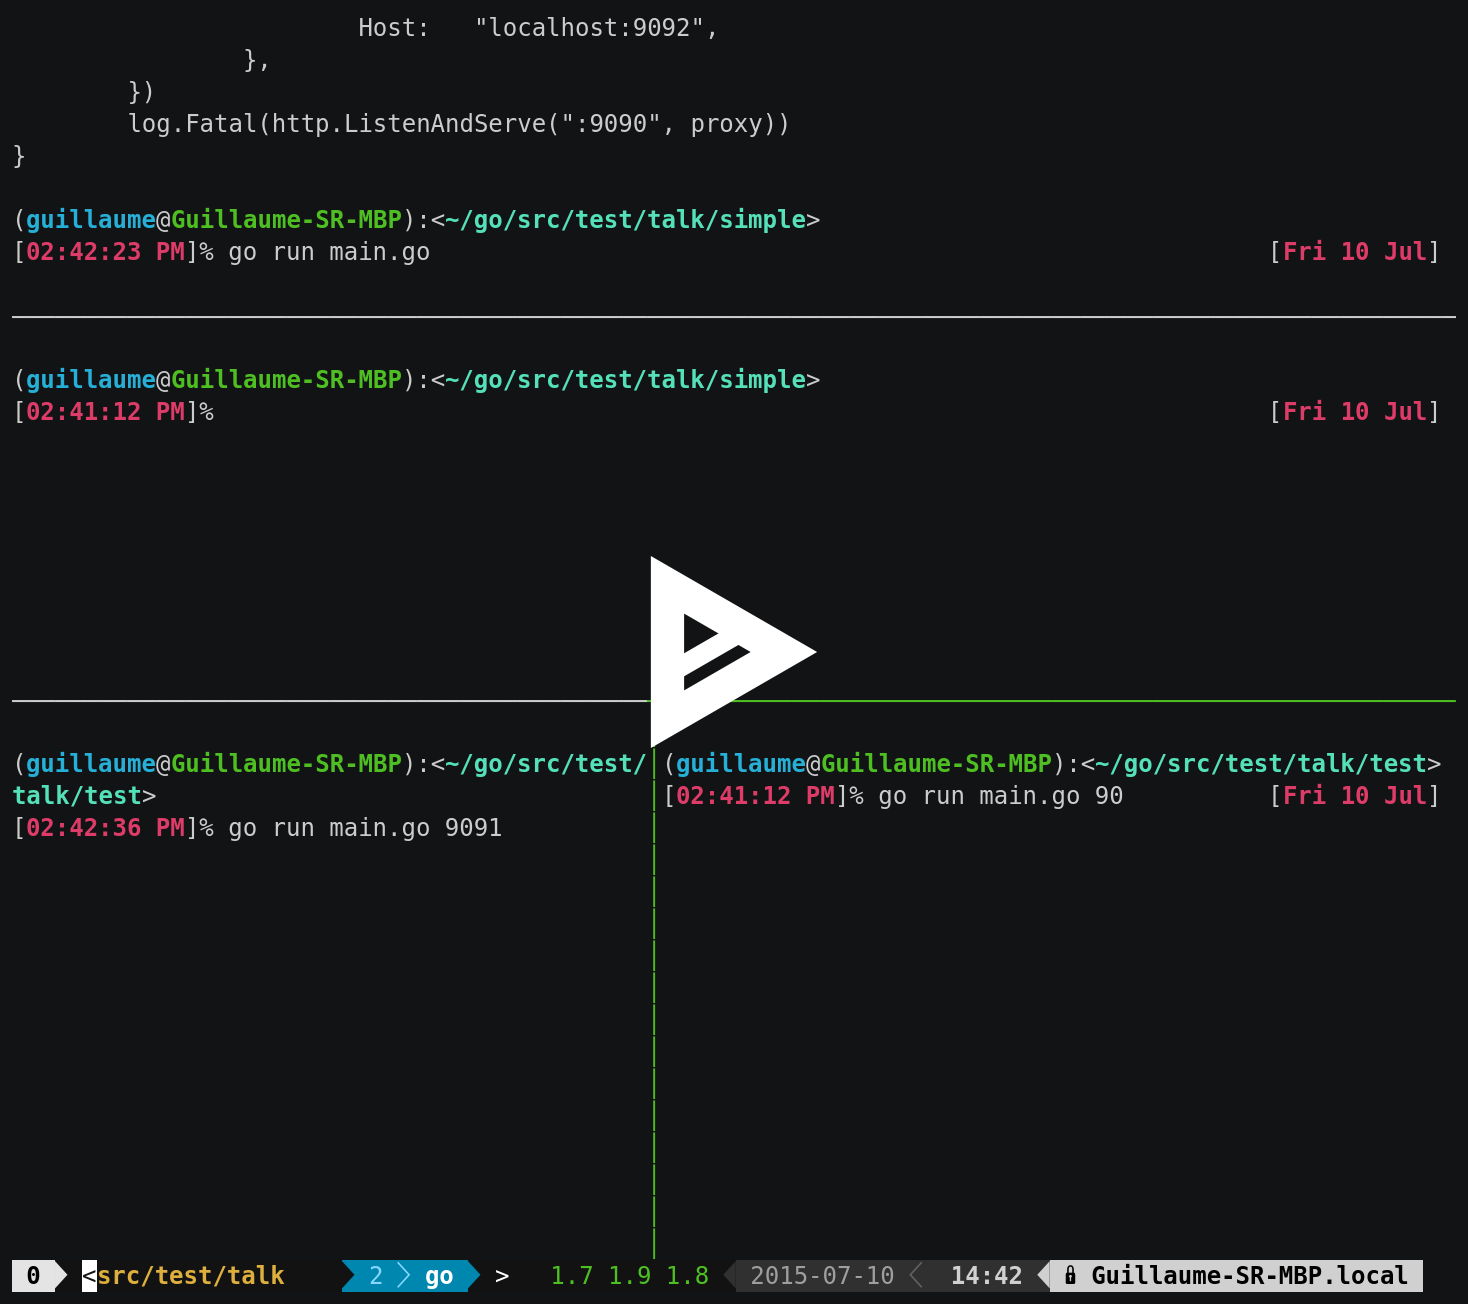 Host:   "localhost:9092",
},
})
log.Fatal(http.ListenAndServe(":9090", proxy))
}
(guillaume@Guillaume-SR-MBP):<~/go/src/test/talk/simple>
[02:42:23 PM]% go run main.go [Fri 10 Jul]
(guillaume@Guillaume-SR-MBP):<~/go/src/test/talk/simple>
[02:41:12 PM]% [Fri 10 Jul]
(guillaume@Guillaume-SR-MBP):<~/go/src/test/
talk/test>
[02:42:36 PM]% go run main.go 9091
(guillaume@Guillaume-SR-MBP):<~/go/src/test/talk/test>
[02:41:12 PM]% go run main.go 90 [Fri 10 Jul]
0 <src/test/talk 2 go > 1.7 1.9 1.8 2015-07-10 14:42 Guillaume-SR-MBP.local